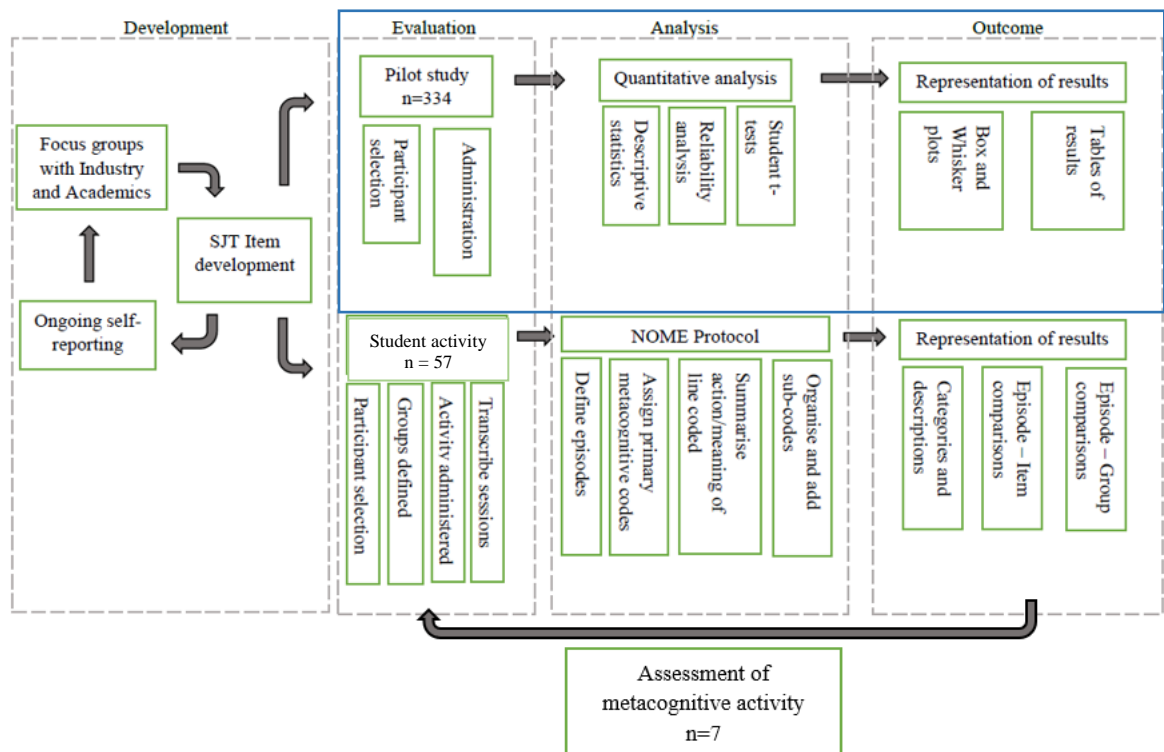 Development
Evaluation
Analysis
Outcome
Focus groups
with Industry
and Academics
SJT Item
development
Ongoing self-
reporting
Pilot study
n=334
Participant
selection
Administration
Quantitative analysis
Descriptive
statistics
Reliability
analysis
Student t-
tests
Representation of results
Box and
Whisker
plots
Tables of
results
Student activity
n = 57
Participant selection
Groups defined
Activity administered
Transcribe sessions
NOME Protocol
Define episodes
Assign primary
metacognitive codes
Summarise
action/meaning of
line coded
Organise and add
sub-codes
Representation of results
Categories and
descriptions
Episode – Item
comparisons
Episode – Group
comparisons
Assessment of
metacognitive activity
n=7